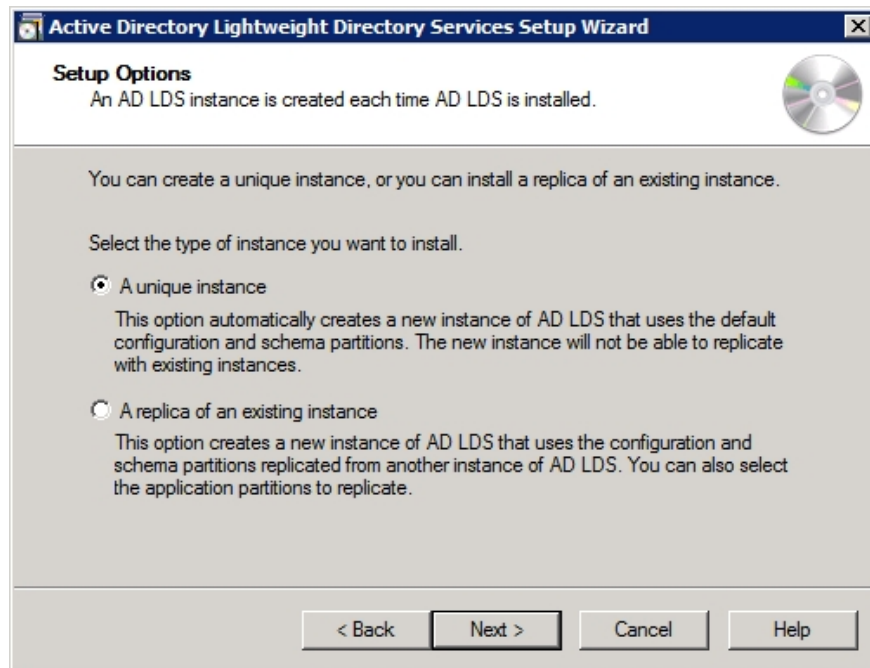 Active Directory Lightweight Directory Services Setup Wizard
Setup Options
An AD LDS instance is created each time AD LDS is installed.
You can create a unique instance, or you can install a replica of an existing instance.
Select the type of instance you want to install.
A unique instance
This option automatically creates a new instance of AD LDS that uses the default
configuration and schema partitions. The new instance will not be able to replicate
with existing instances.
A replica of an existing instance
This option creates a new instance of AD LDS that uses the configuration and
schema partitions replicated from another instance of AD LDS. You can also select
the application partitions to replicate.
< Back Next > Cancel Help